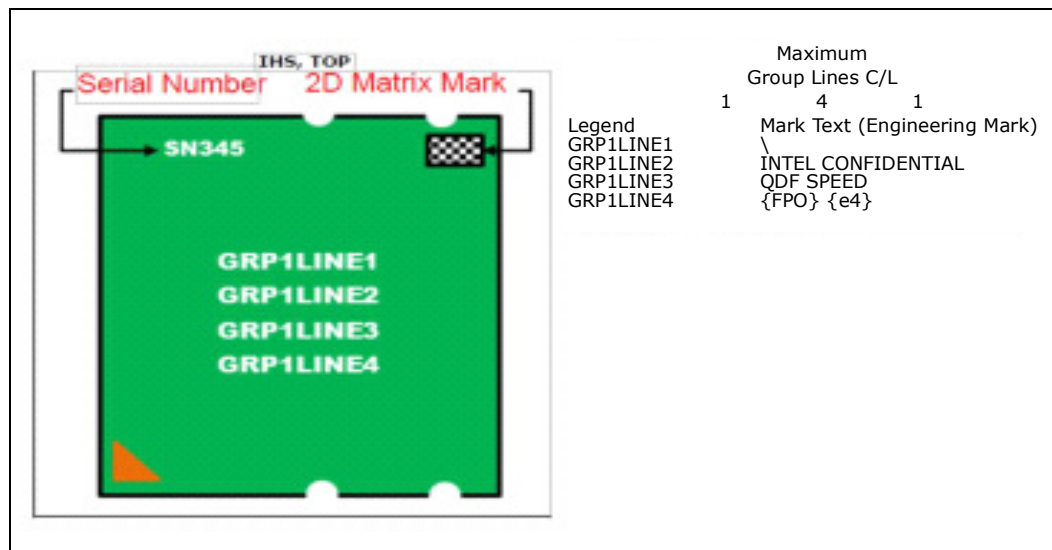 IHS, TOP
Serial Number 2D Matrix Mark
SN345
GRP1LINE1
GRP1LINE2
GRP1LINE3
GRP1LINE4
Maximum
Group Lines C/L
1 4 1
Legend Mark Text (Engineering Mark)
GRP1LINE1 \
GRP1LINE2 INTEL CONFIDENTIAL
GRP1LINE3 QDF SPEED
GRP1LINE4 {FPO} {e4}